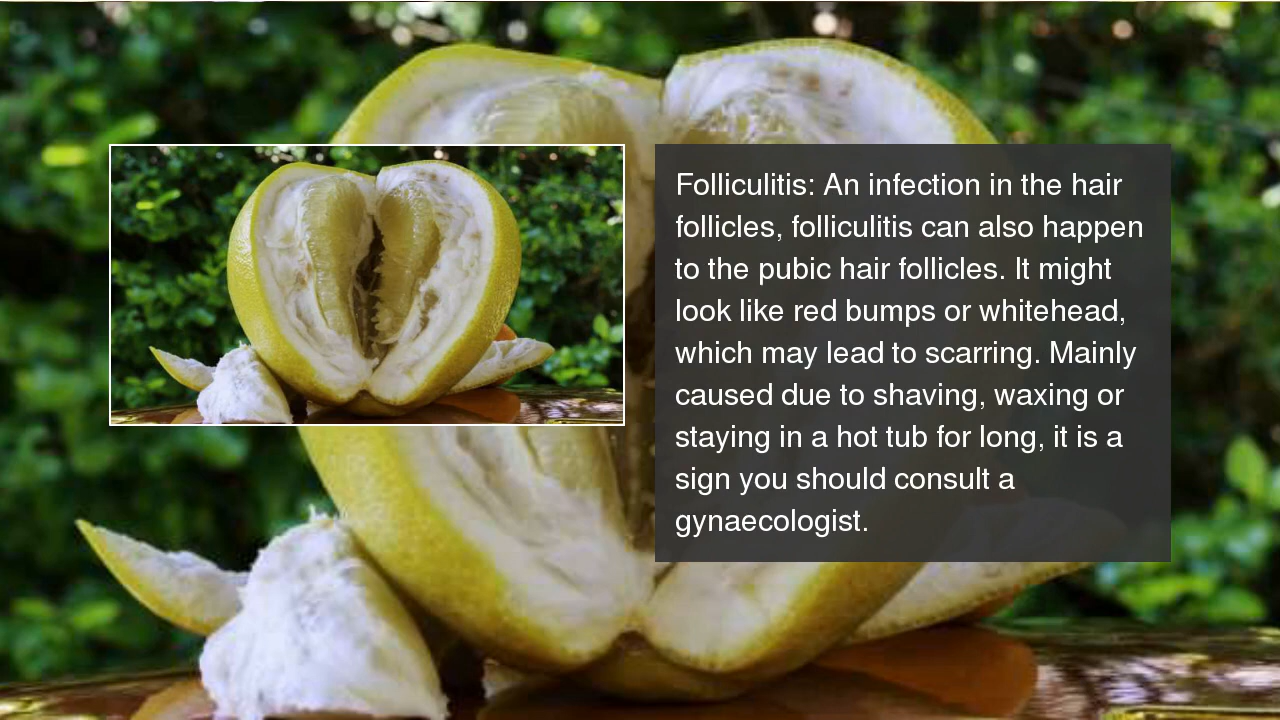 Folliculitis: An infection in the hair
follicles, folliculitis can also happen
to the pubic hair follicles. It might
look like red bumps or whitehead,
which may lead to scarring. Mainly
caused due to shaving, waxing or
staying in a hot tub for long, it is a
sign you should consult a
gynaecologist.